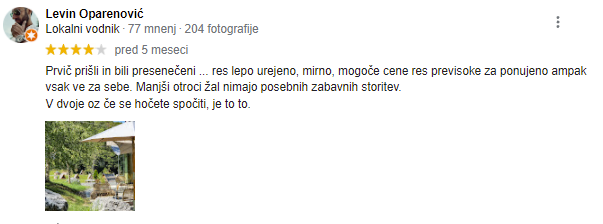 Levin Oparenović
Lokalni vodnik · 77 mnenj · 204 fotografije
pred 5 meseci
Prvič prišli in bili presenečeni ... res lepo urejeno, mirno, mogoče cene res previsoke za ponujeno ampak
vsak ve za sebe. Manjši otroci žal nimajo posebnih zabavnih storitev.
V dvoje oz če se hočete spočiti, je to to.